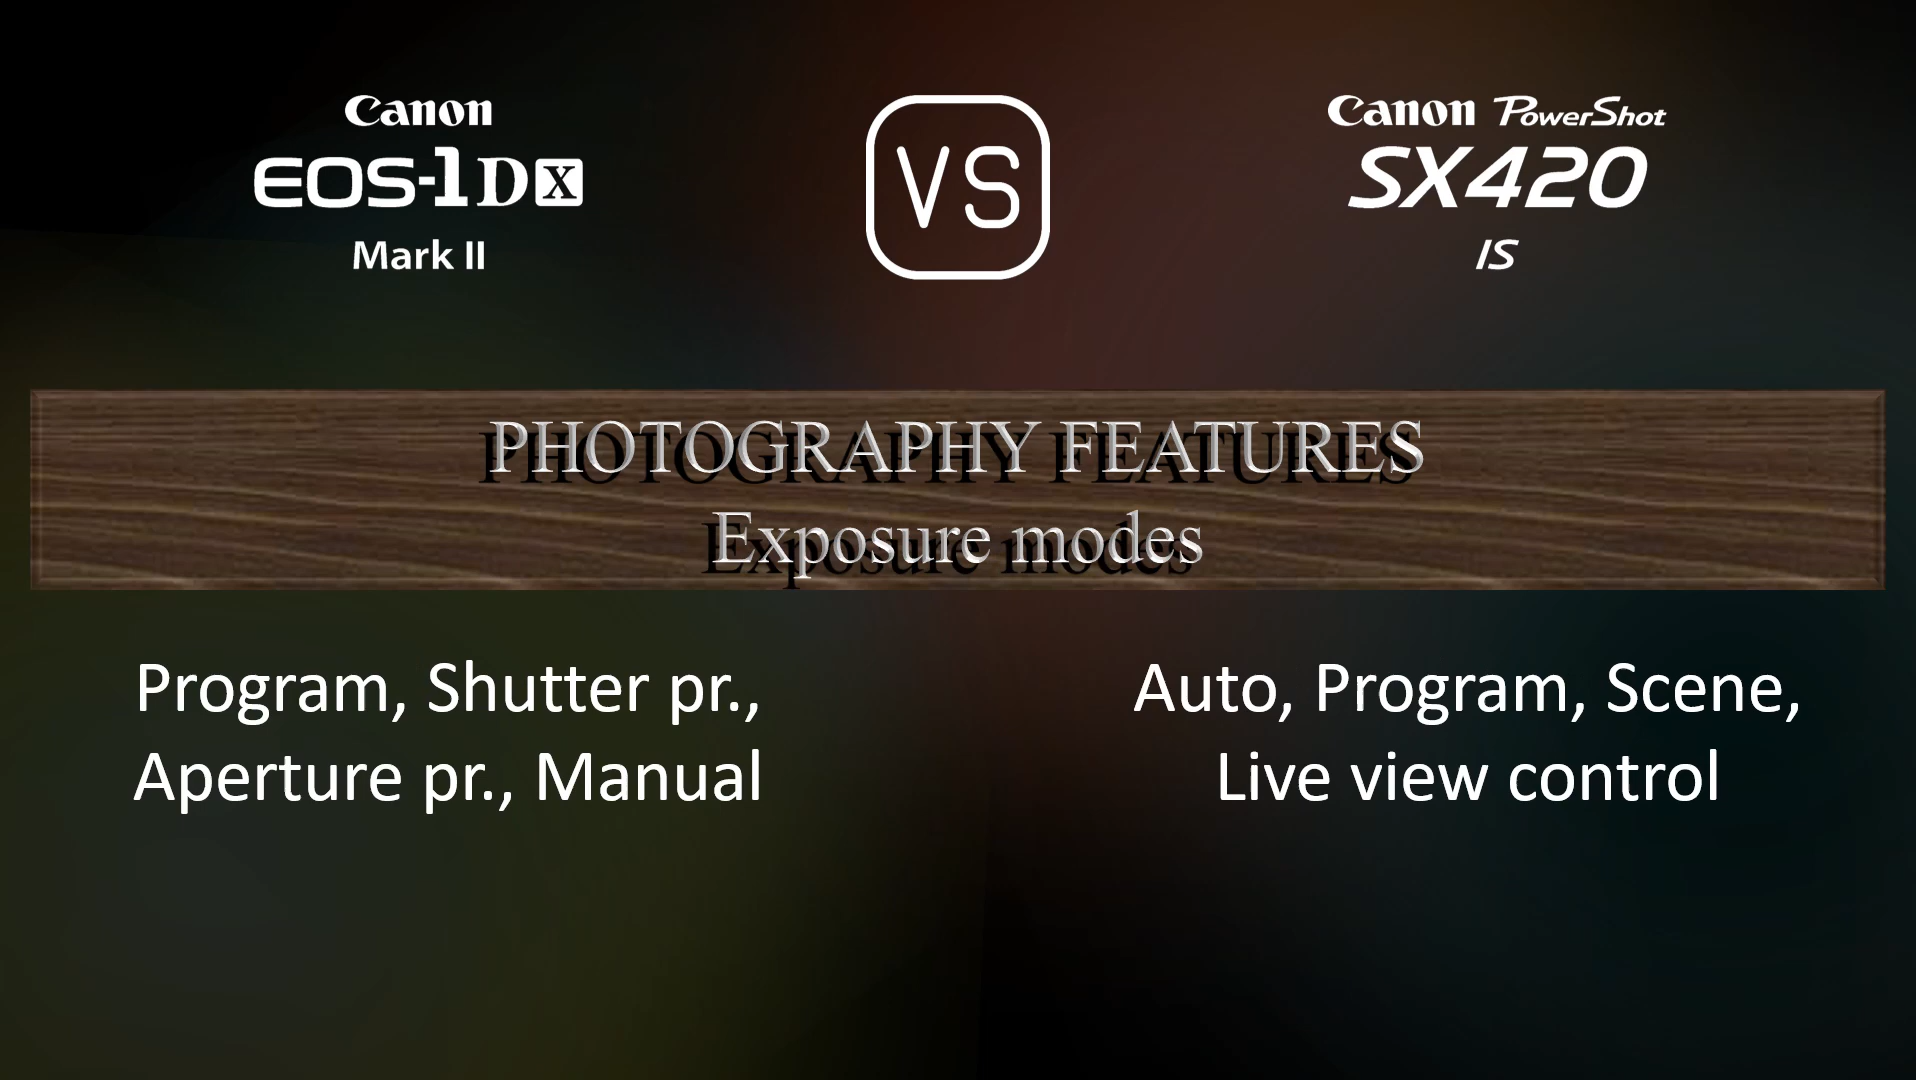 Canon
EOS-1 D X
Mark II
VS
Canon PowerShot
SX420
IS
PHOTOGRAPHY FEATURES
Exposure modes
Program, Shutter pr.,
Aperture pr., Manual
Auto, Program, Scene,
Live view control